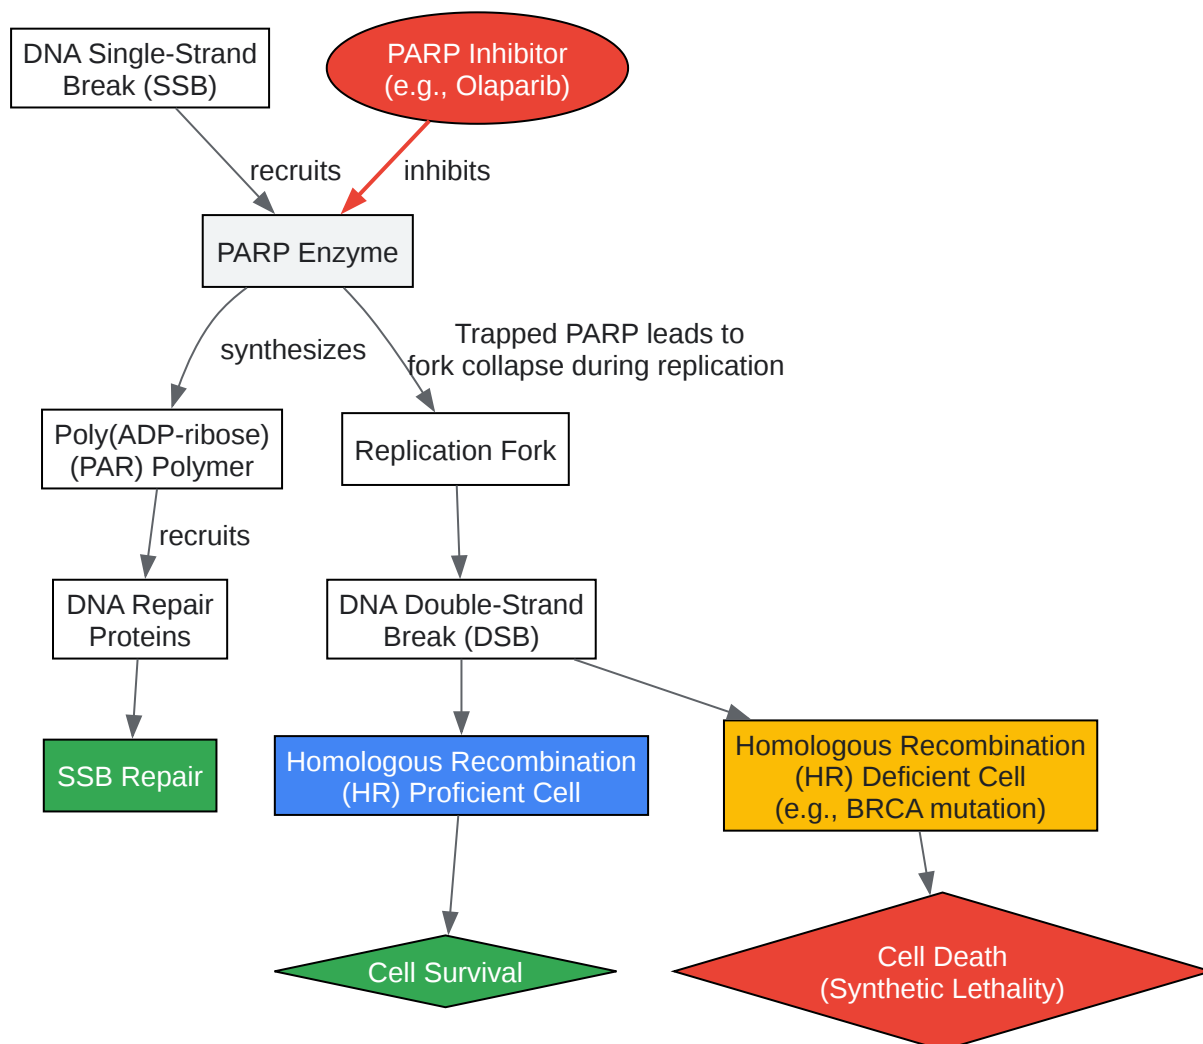 DNA Single-Strand
Break (SSB)
PARP Inhibitor
(e.g., Olaparib)
recruits
inhibits
PARP Enzyme
synthesizes
Trapped PARP leads to
fork collapse during replication
Poly(ADP-ribose)
(PAR) Polymer
Replication Fork
recruits
DNA Repair
Proteins
DNA Double-Strand
Break (DSB)
SSB Repair
Homologous Recombination
(HR) Proficient Cell
Homologous Recombination
(HR) Deficient Cell
(e.g., BRCA mutation)
Cell Survival
Cell Death
(Synthetic Lethality)